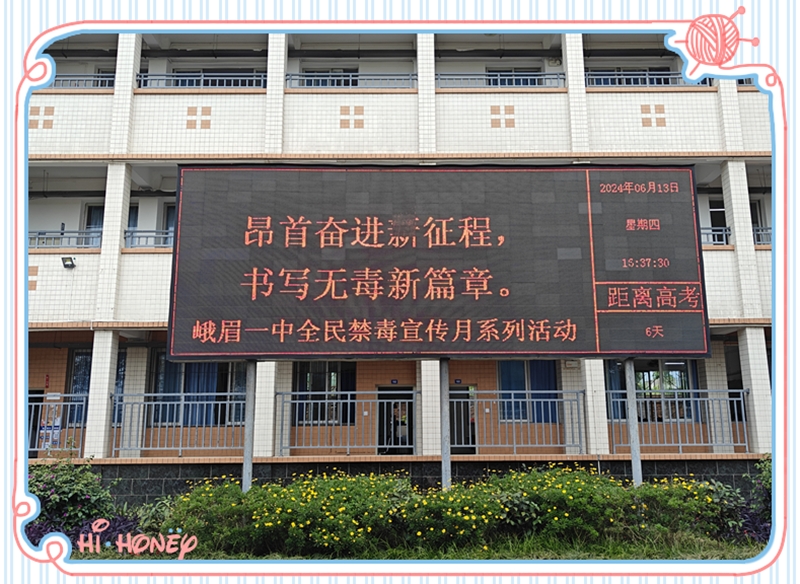 昂首奋进新征程，
书写无毒新篇章。
峨眉一中全民禁毒宣传月系列活动
2024年06月13日
星期四
16:37:30
距离高考
6天
Hi HONEY